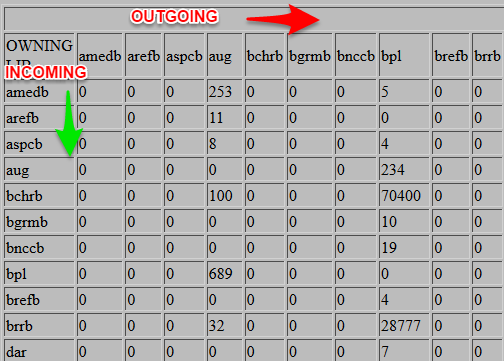 OUTGOING
OWNING amedb arefb aspcb aug bchrb bgrmb bnccb bpl brefb brrb
INCOMING
amedb 0 0 0 253 0 0 0 5 0 0
arefb 0 0 0 11 0 0 0 0 0 0
aspcb 0 0 0 8 0 0 0 4 0 0
aug 0 0 0 0 0 0 0 234 0 0
bchrb 0 0 0 100 0 0 0 70400 0 0
bgrmb 0 0 0 0 0 0 0 10 0 0
bnccb 0 0 0 0 0 0 0 19 0 0
bpl 0 0 0 689 0 0 0 0 0 0
brefb 0 0 0 0 0 0 0 4 0 0
brrb 0 0 0 32 0 0 0 28777 0 0
dar 0 0 0 0 0 0 0 7 0 0